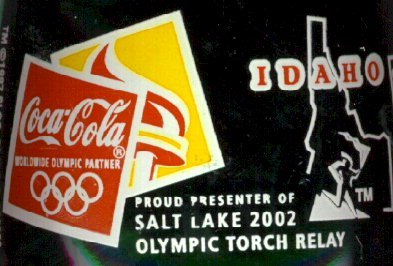 Coca-Cola®
WORLDWIDE OLYMPIC PARTNER
IDAHO
TM
PROUD PRESENTER OF
SALT LAKE 2002
OLYMPIC TORCH RELAY